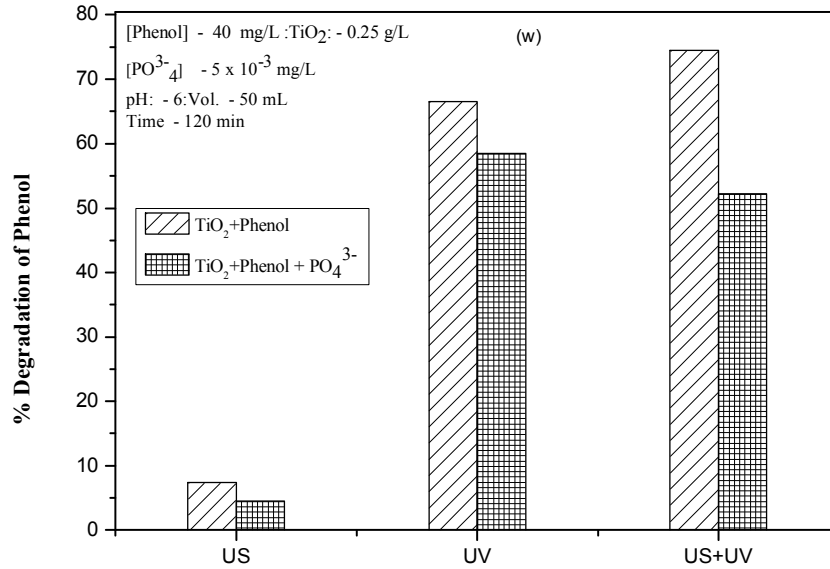 [Phenol] - 40 mg/L :TiO₂: - 0.25 g/L
(w)
[PO³⁻₄] - 5 x 10⁻³ mg/L
pH: - 6:Vol. - 50 mL
Time - 120 min
TiO₂+Phenol
TiO₂+Phenol + PO₄³⁻
% Degradation of Phenol
80
70
60
50
40
30
20
10
0
US UV US+UV